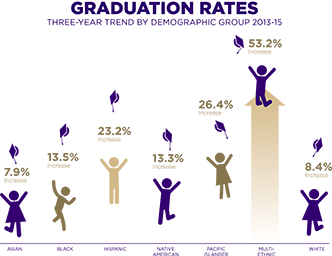 GRADUATION RATES
THREE-YEAR TREND BY DEMOGRAPHIC GROUP 2013-15
53.2%
Increase
26.4%
Increase
23.2%
Increase
13.5%
Increase
13.3%
Increase
7.9%
Increase
8.4%
Increase
ASIAN
BLACK
HISPANIC
NATIVE
AMERICAN
PACIFIC
ISLANDER
MULTI-
ETHNIC
WHITE